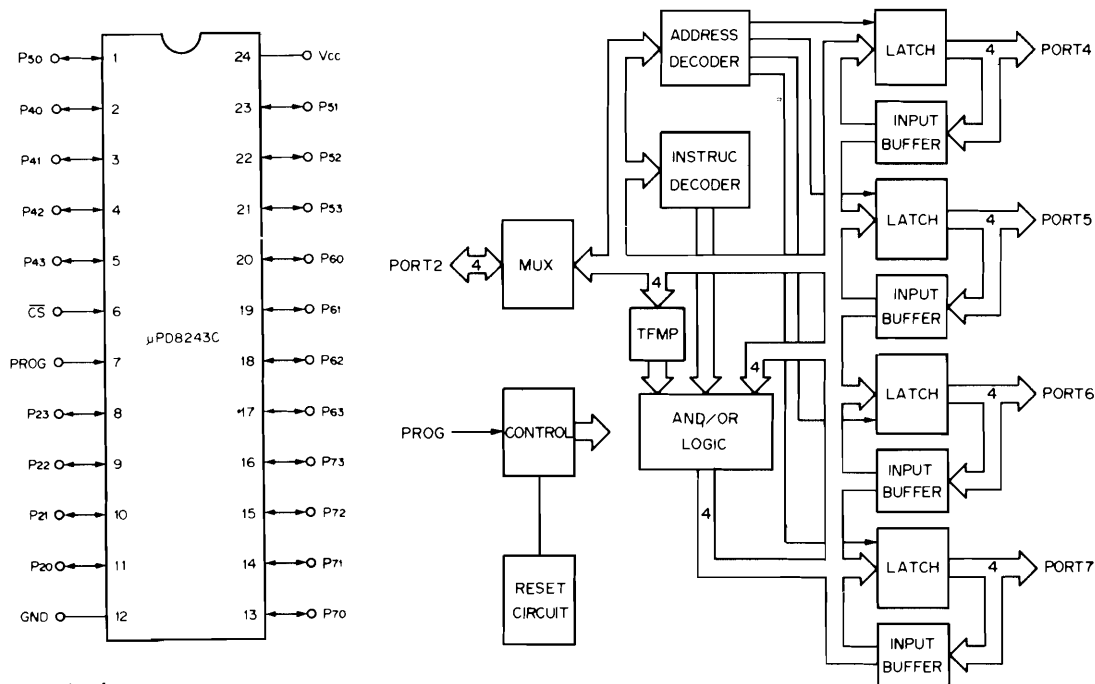 P50 1 24 Vcc
P40 2 23 P51
P41 3 22 P52
P42 4 21 P53
P43 5 20 P60
CS 6 19 P61
μPD8243C
PROG 7 18 P62
P23 8 17 P63
P22 9 16 P73
P21 10 15 P72
P20 11 14 P71
GND 12 13 P70
ADDRESS
DECODER
INSTRUC
DECODER
PORT2 4 MUX
4
TFMP
4
AND/OR
LOGIC
4
PROG CONTROL
RESET
CIRCUIT
LATCH 4 PORT4
INPUT
BUFFER
LATCH 4 PORT5
INPUT
BUFFER
LATCH 4 PORT6
INPUT
BUFFER
LATCH 4 PORT7
INPUT
BUFFER